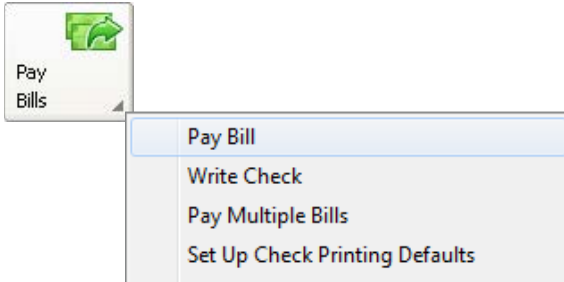 Pay
Bills
Pay Bill
Write Check
Pay Multiple Bills
Set Up Check Printing Defaults